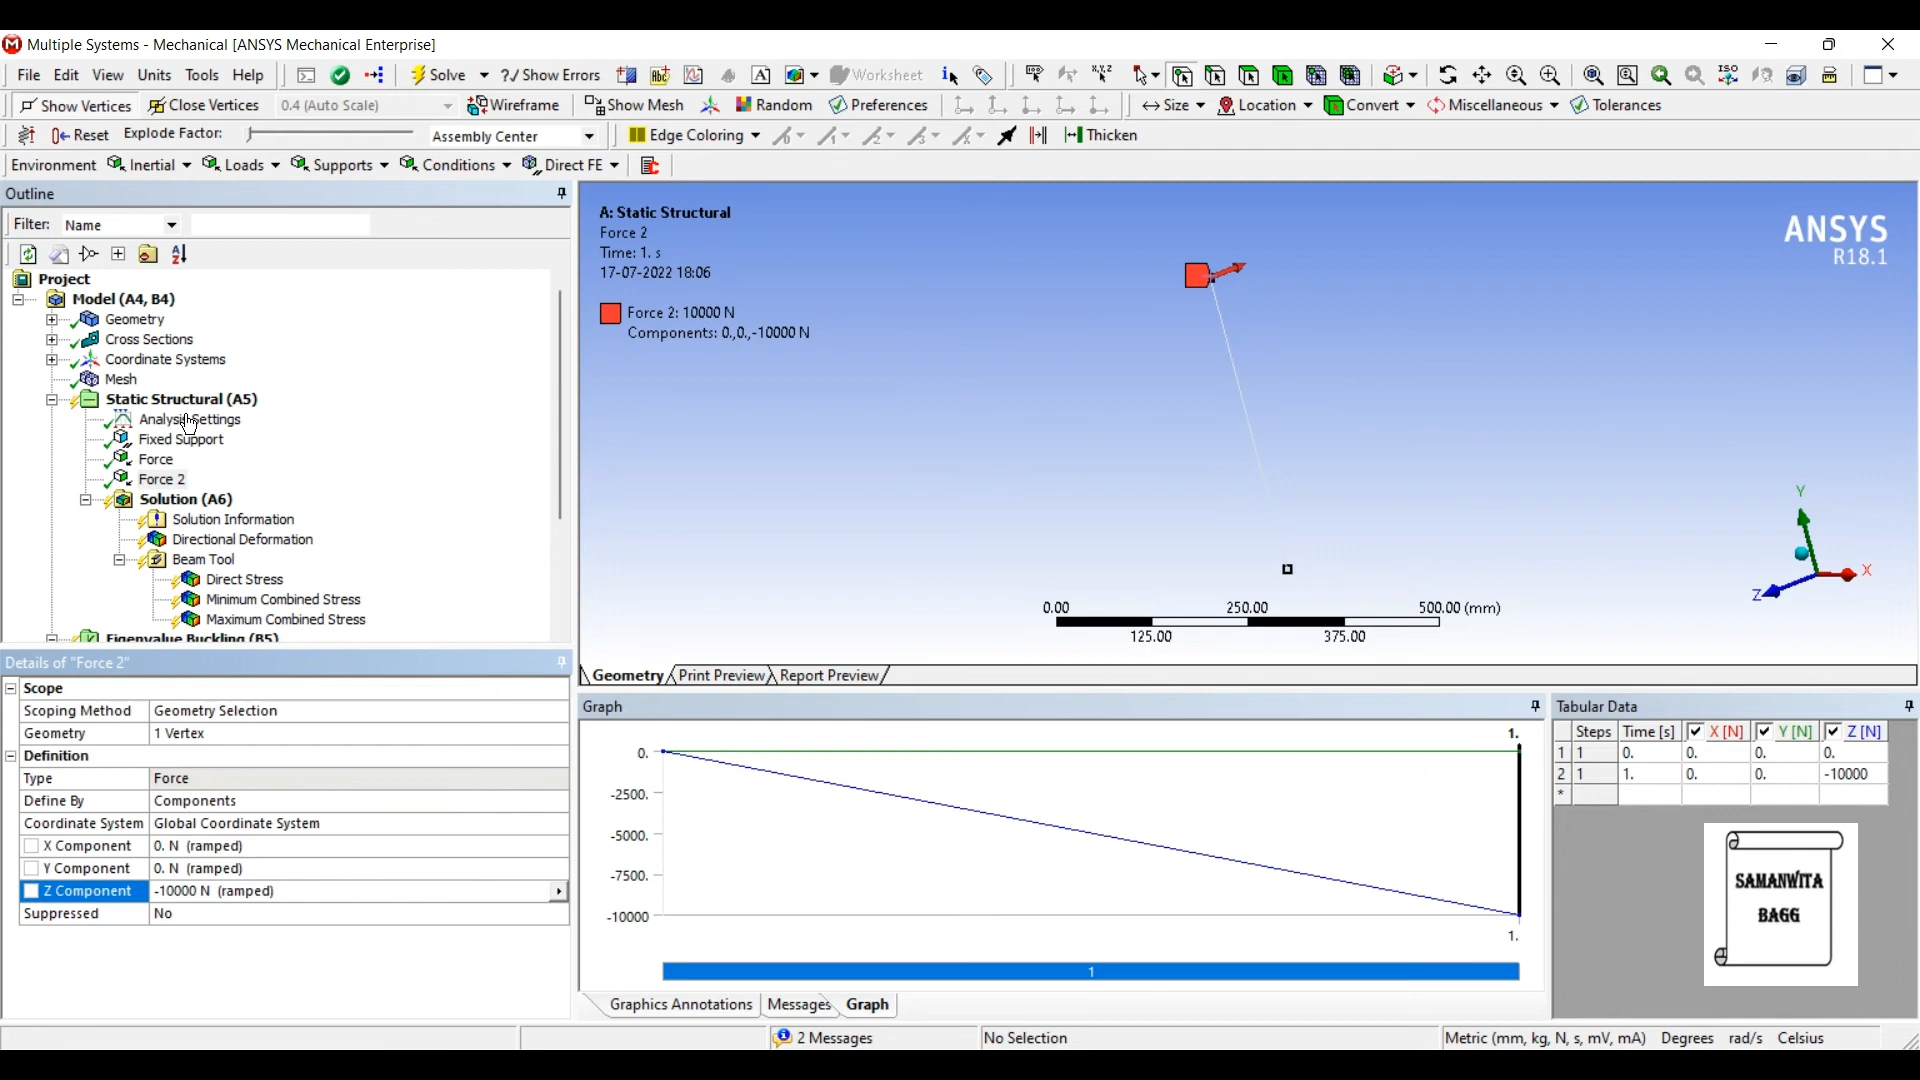 Multiple Systems - Mechanical [ANSYS Mechanical Enterprise]
File Edit View Units Tools Help Solve ?/ Show Errors Worksheet
Show Vertices Close Vertices 0.4 (Auto Scale) Wireframe Show Mesh Random Preferences Size Location Convert Miscellaneous Tolerances
Reset Explode Factor: Assembly Center Edge Coloring Thicken
Environment Inertial Loads Supports Conditions Direct FE
Outline
Filter: Name
Project
Model (A4, B4)
Geometry
Cross Sections
Coordinate Systems
Mesh
Static Structural (A5)
Analysis Settings
Fixed Support
Force
Force 2
Solution (A6)
Solution Information
Directional Deformation
Beam Tool
Direct Stress
Minimum Combined Stress
Maximum Combined Stress
Eigenvalue Buckling (B5)
A: Static Structural
Force 2
Time: 1. s
17-07-2022 18:06
Force 2: 10000 N
Components: 0.,0.,-10000 N
ANSYS
R18.1
Y
X
Z
0.00 250.00 500.00 (mm)
125.00 375.00
Geometry Print Preview Report Preview
Details of "Force 2"
Scope
Scoping Method Geometry Selection
Geometry 1 Vertex
Definition
Type Force
Define By Components
Coordinate System Global Coordinate System
X Component 0. N (ramped)
Y Component 0. N (ramped)
Z Component -10000 N (ramped)
Suppressed No
Graph
1.
0.
-2500.
-5000.
-7500.
-10000
1.
1
Graphics Annotations Messages Graph
Tabular Data
Steps Time [s] X [N] Y [N] Z [N]
1 1 0. 0. 0. 0.
2 1 1. 0. 0. -10000
*
SAMANWITA
BAGG
2 Messages No Selection Metric (mm, kg, N, s, mV, mA) Degrees rad/s Celsius